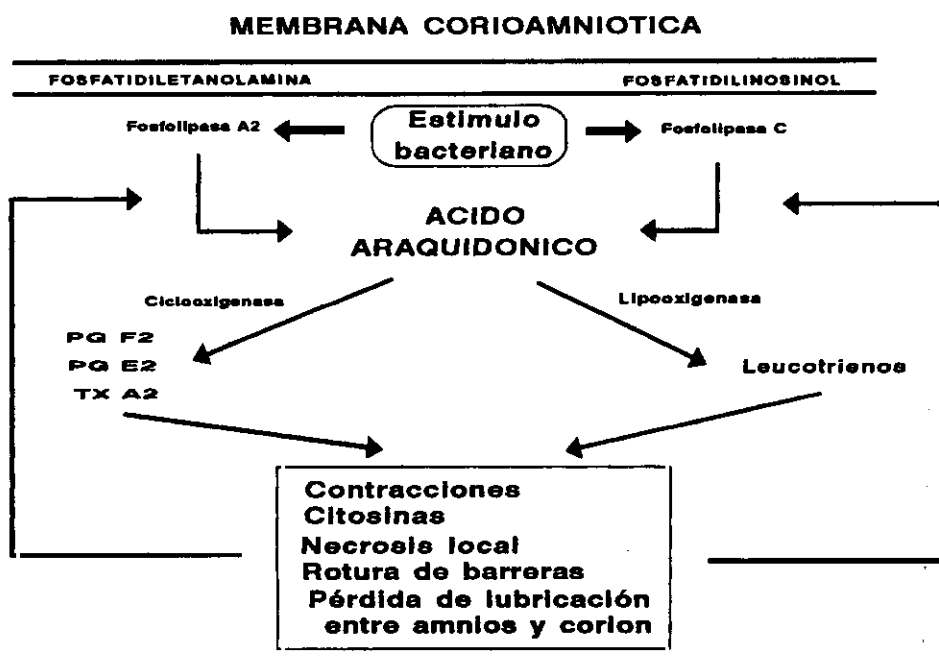 MEMBRANA CORIOAMNIOTICA
FOSFATIDILETANOLAMINA
FOSFATIDILINOSINOL
Fosfolipasa A2
Estimulo
bacteriano
Fosfolipasa C
ACIDO
ARAQUIDONICO
Ciclooxigenasa
Lipooxigenasa
PG F2
PG E2
TX A2
Leucotrienos
Contracciones
Citosinas
Necrosis local
Rotura de barreras
Pérdida de lubricación
entre amnios y corion